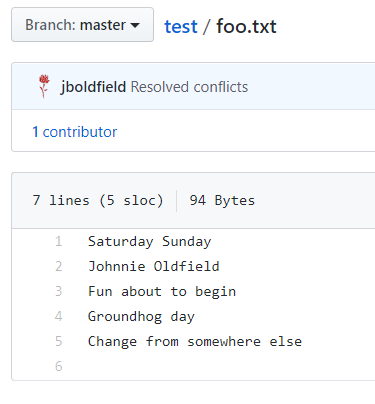 Branch: master test / foo.txt
jboldfield Resolved conflicts
1 contributor
7 lines (5 sloc) 94 Bytes
1 Saturday Sunday
2 Johnnie Oldfield
3 Fun about to begin
4 Groundhog day
5 Change from somewhere else
6